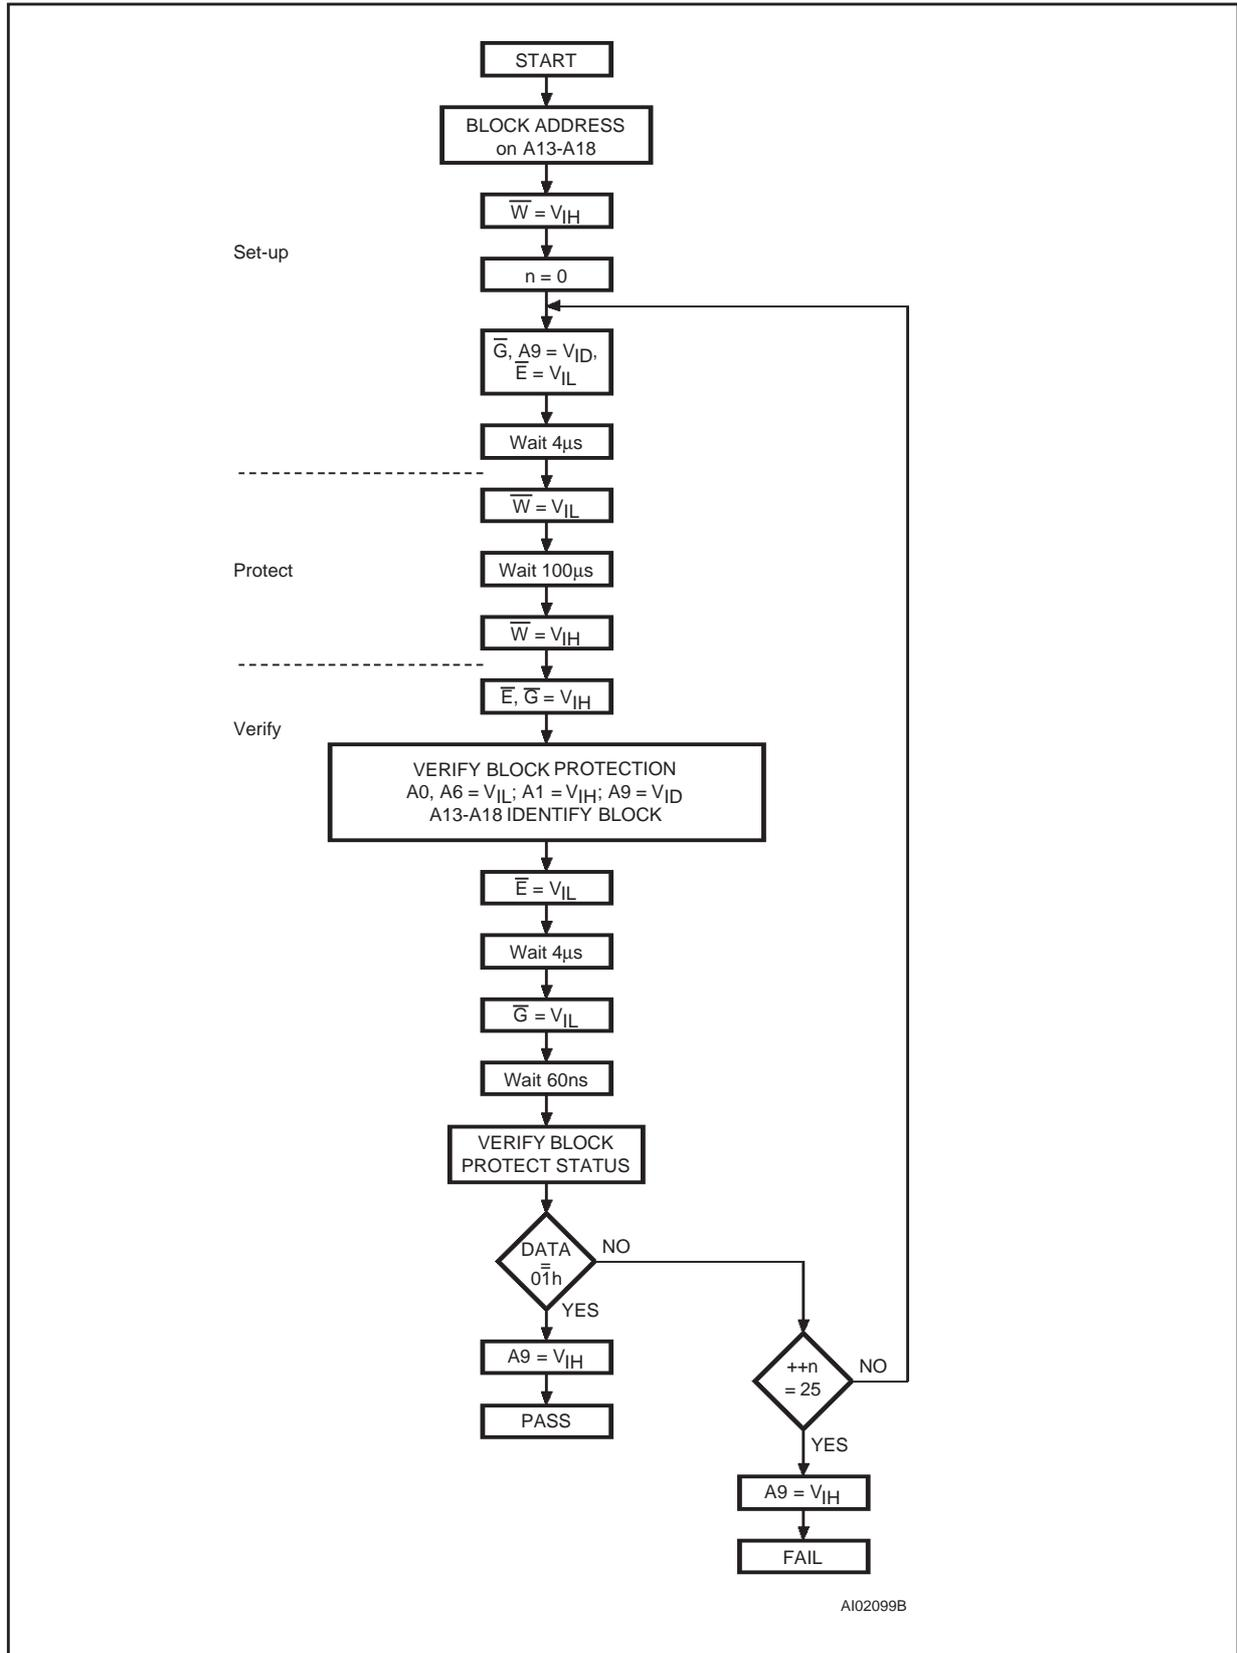 START
BLOCK ADDRESS
on A13-A18
W̅ = VIH
Set-up
n = 0
G̅, A9 = VID,
E̅ = VIL
Wait 4µs
W̅ = VIL
Protect
Wait 100µs
W̅ = VIH
E̅, G̅ = VIH
Verify
VERIFY BLOCK PROTECTION
A0, A6 = VIL; A1 = VIH; A9 = VID
A13-A18 IDENTIFY BLOCK
E̅ = VIL
Wait 4µs
G̅ = VIL
Wait 60ns
VERIFY BLOCK
PROTECT STATUS
DATA
=
01h
NO
YES
A9 = VIH
PASS
++n
= 25
NO
YES
A9 = VIH
FAIL
AI02099B